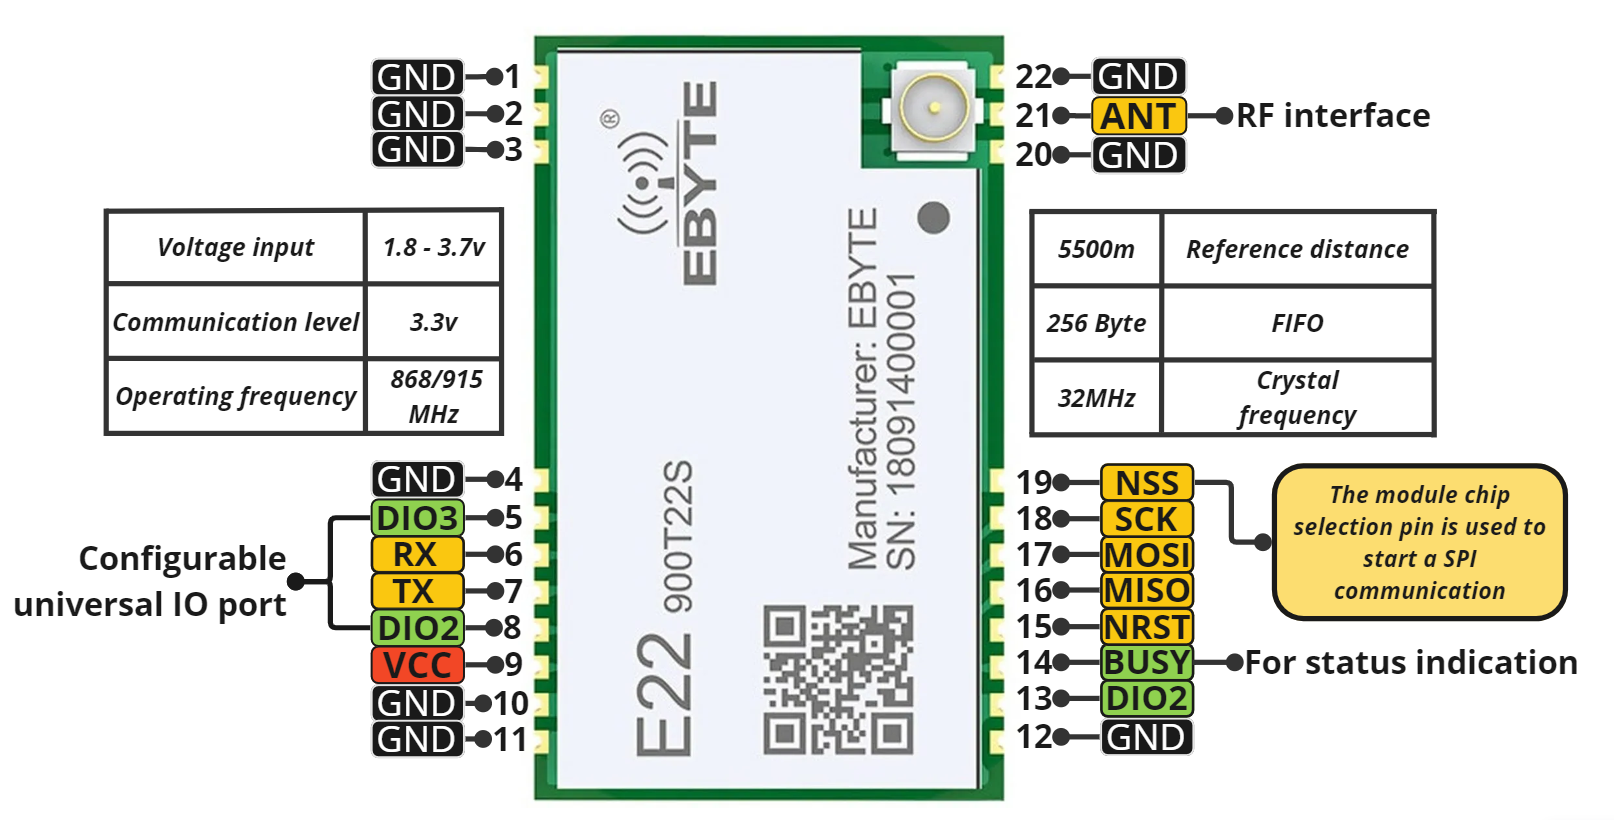 GND 1
GND 2
GND 3
22 GND
21 ANT RF interface
20 GND
Voltage input 1.8 - 3.7v
Communication level 3.3v
Operating frequency 868/915
MHz
5500m Reference distance
256 Byte FIFO
32MHz Crystal
frequency
®
EBYTE
Manufacturer: EBYTE
SN: 1809140001
E22 900T22S
GND 4
DIO3 5
RX 6
TX 7
DIO2 8
VCC 9
GND 10
GND 11
Configurable
universal IO port
19 NSS
18 SCK
17 MOSI
16 MISO
15 NRST
14 BUSY For status indication
13 DIO2
12 GND
The module chip
selection pin is used to
start a SPI
communication